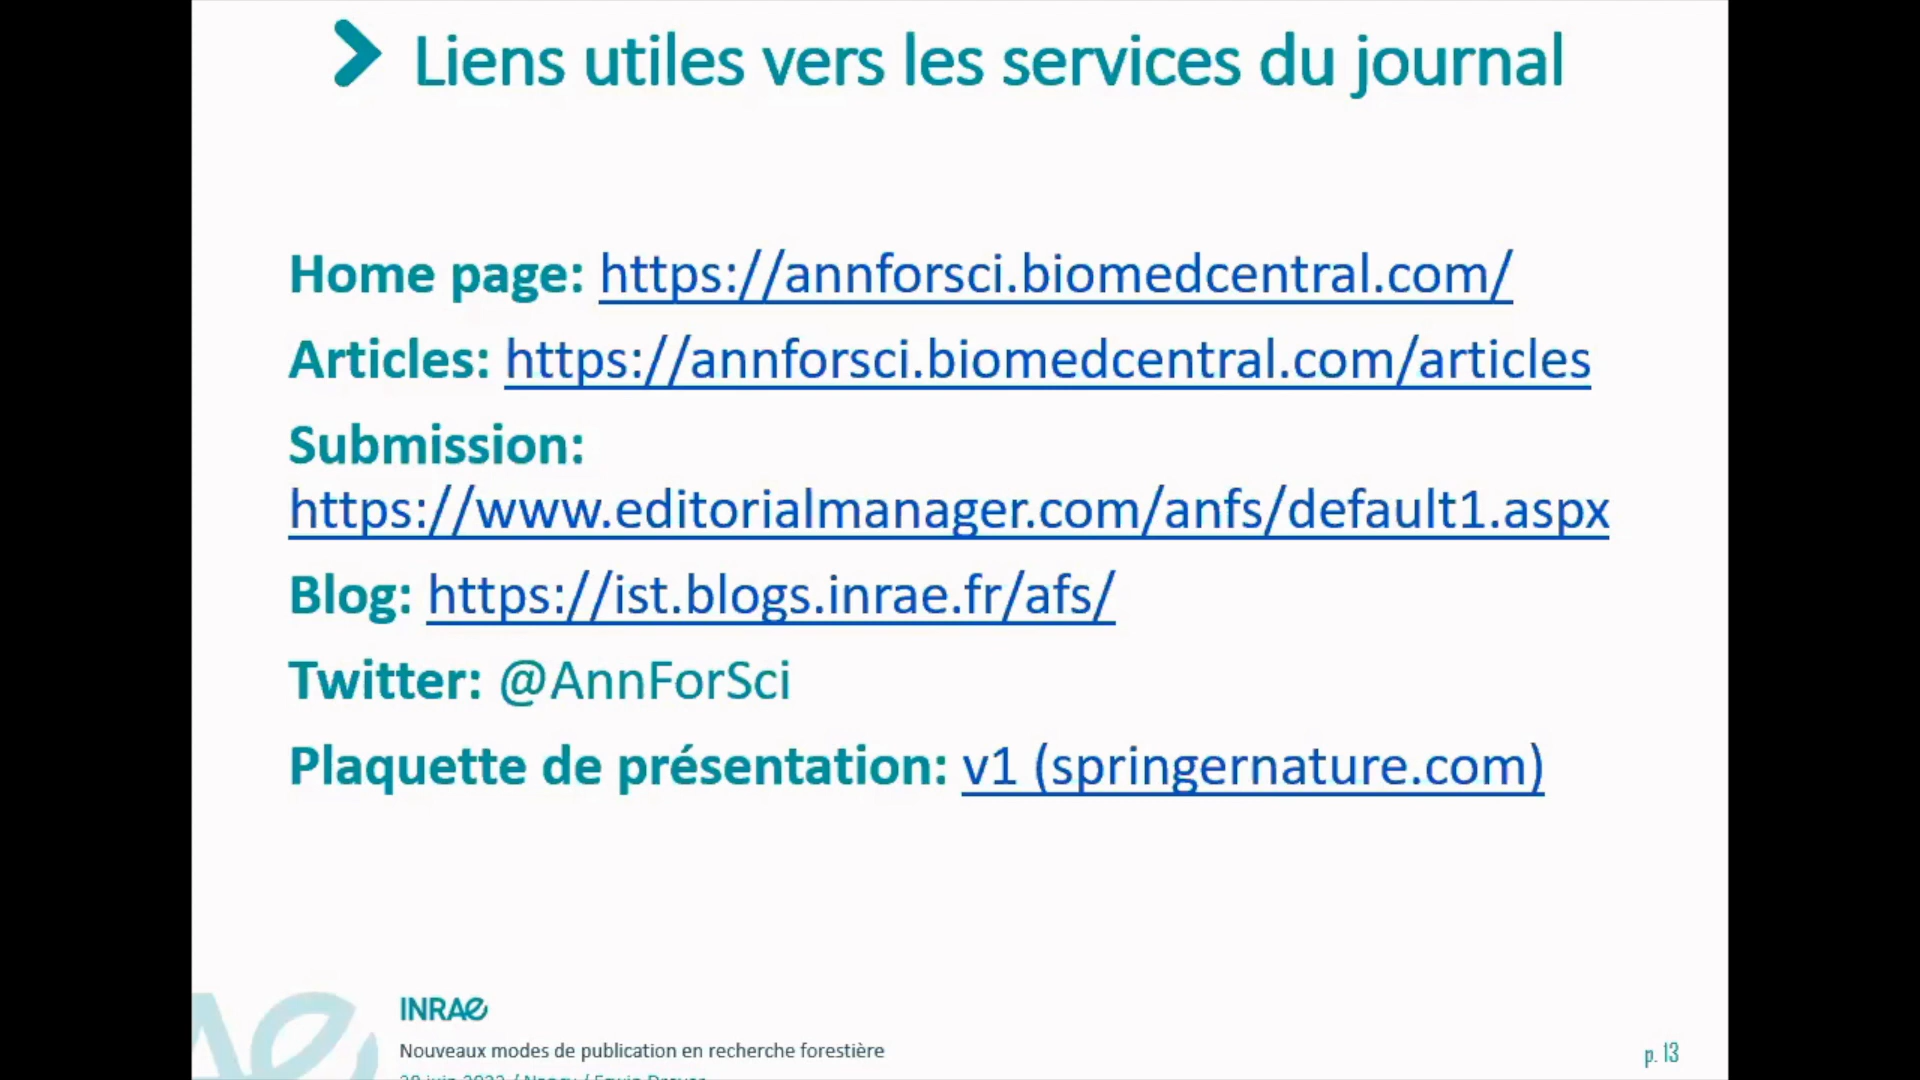 Liens utiles vers les services du journal
Home page: https://annforsci.biomedcentral.com/
Articles: https://annforsci.biomedcentral.com/articles
Submission:
https://www.editorialmanager.com/anfs/default1.aspx
Blog: https://ist.blogs.inrae.fr/afs/
Twitter: @AnnForSci
Plaquette de présentation: v1 (springernature.com)
INRAE
Nouveaux modes de publication en recherche forestière
p. 13